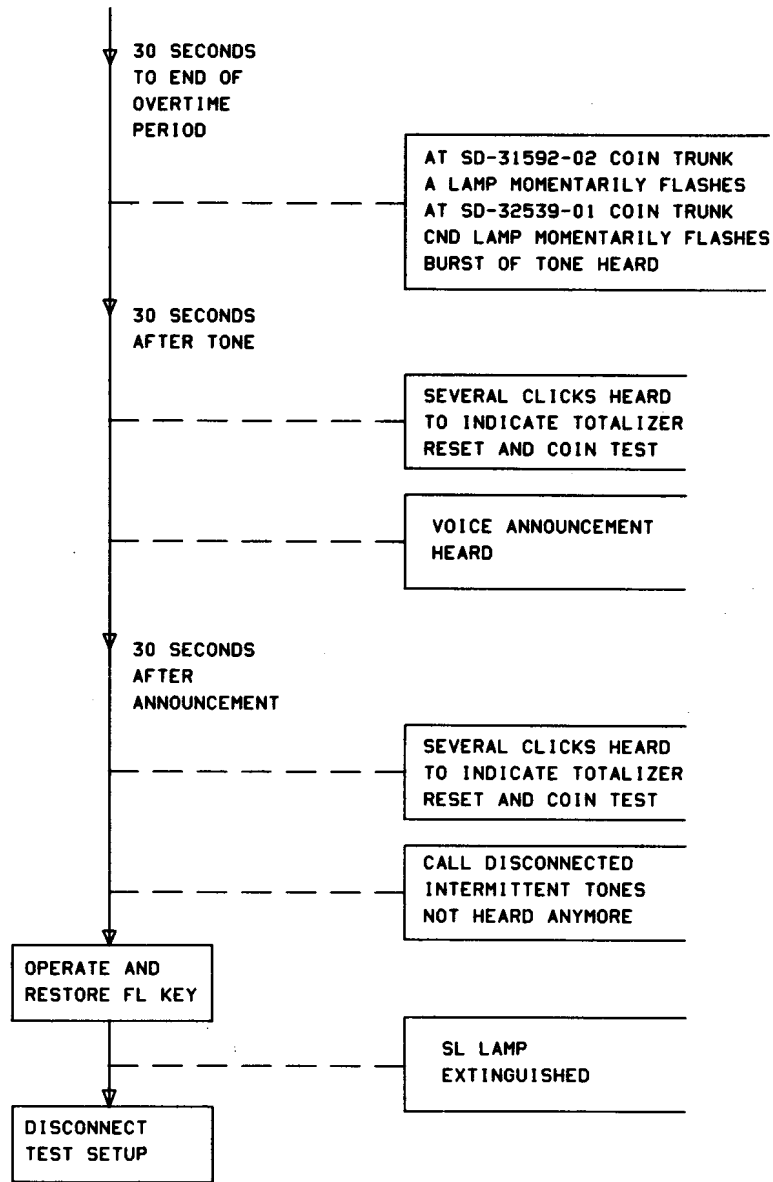 30 SECONDS
TO END OF
OVERTIME
PERIOD
AT SD-31592-02 COIN TRUNK
A LAMP MOMENTARILY FLASHES
AT SD-32539-01 COIN TRUNK
CND LAMP MOMENTARILY FLASHES
BURST OF TONE HEARD
30 SECONDS
AFTER TONE
SEVERAL CLICKS HEARD
TO INDICATE TOTALIZER
RESET AND COIN TEST
VOICE ANNOUNCEMENT
HEARD
30 SECONDS
AFTER
ANNOUNCEMENT
SEVERAL CLICKS HEARD
TO INDICATE TOTALIZER
RESET AND COIN TEST
CALL DISCONNECTED
INTERMITTENT TONES
NOT HEARD ANYMORE
OPERATE AND
RESTORE FL KEY
SL LAMP
EXTINGUISHED
DISCONNECT
TEST SETUP